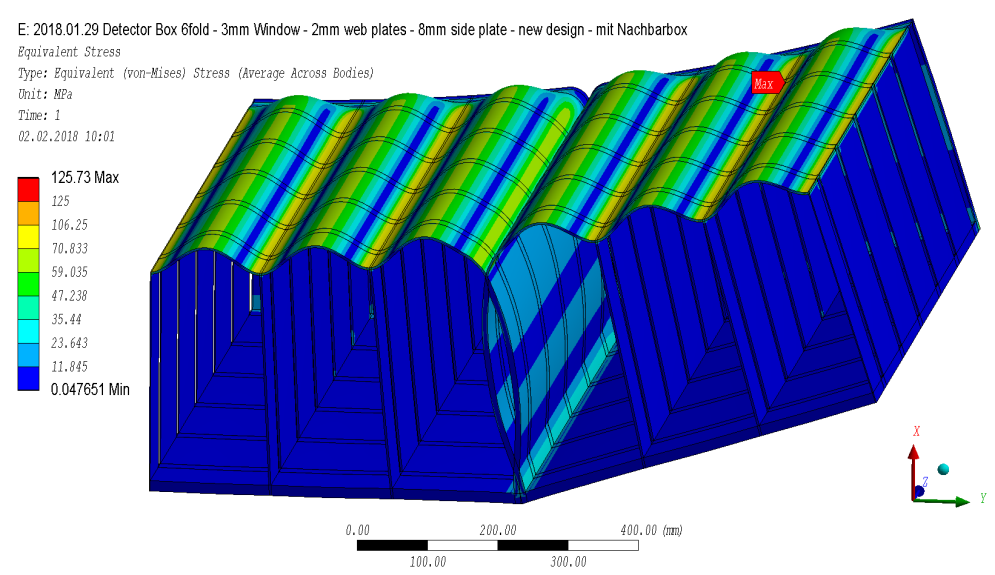 E: 2018.01.29 Detector Box 6fold - 3mm Window - 2mm web plates - 8mm side plate - new design - mit Nachbarbox
Equivalent Stress
Type: Equivalent (von-Mises) Stress (Average Across Bodies)
Unit: MPa
Time: 1
02.02.2018 10:01
Max
125.73 Max
125
106.25
70.833
59.035
47.238
35.44
23.643
11.845
0.047651 Min
X
Z
Y
0.00 200.00 400.00 (mm)
100.00 300.00